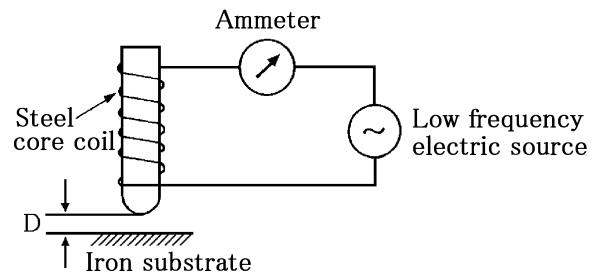 Ammeter
Steel
core coil
~
Low frequency
electric source
D
Iron substrate